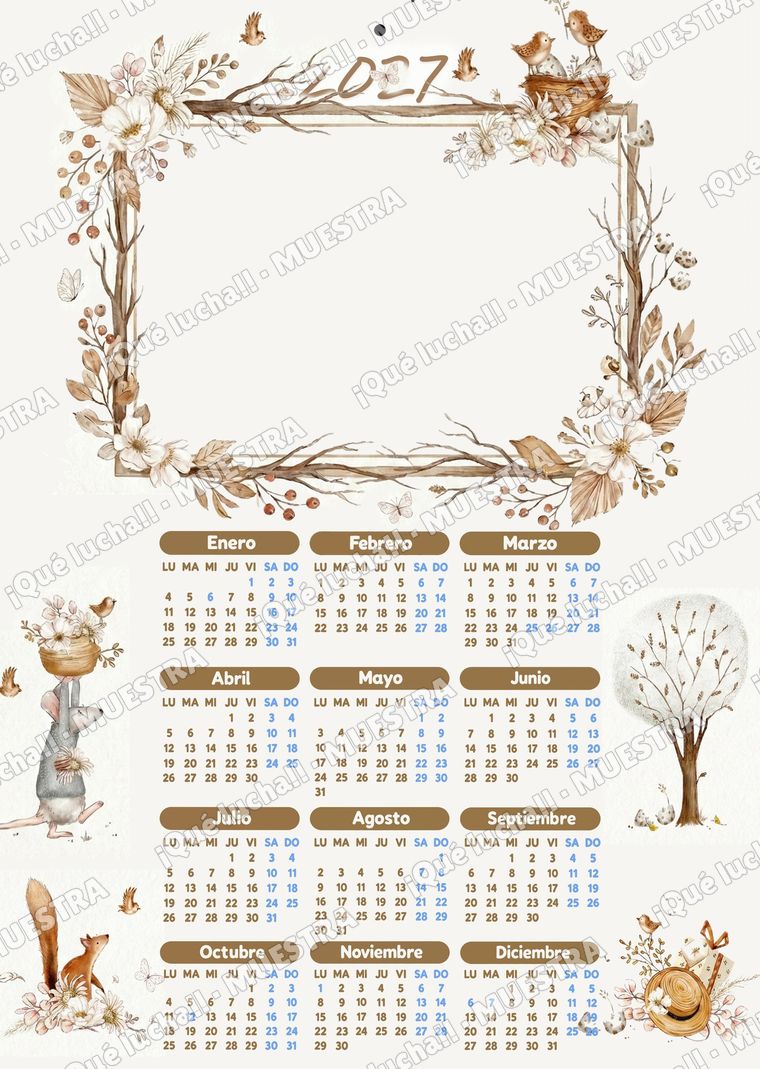 2027
Enero
LU MA MI JU VI SA DO
1 2 3
4 5 6 7 8 9 10
11 12 13 14 15 16 17
18 19 20 21 22 23 24
25 26 27 28 29 30 31
Febrero
LU MA MI JU VI SA DO
1 2 3 4 5 6 7
8 9 10 11 12 13 14
15 16 17 18 19 20 21
22 23 24 25 26 27 28
Marzo
LU MA MI JU VI SA DO
1 2 3 4 5 6 7
8 9 10 11 12 13 14
15 16 17 18 19 20 21
22 23 24 25 26 27 28
29 30 31
Abril
LU MA MI JU VI SA DO
1 2 3 4
5 6 7 8 9 10 11
12 13 14 15 16 17 18
19 20 21 22 23 24 25
26 27 28 29 30
Mayo
LU MA MI JU VI SA DO
1 2
3 4 5 6 7 8 9
10 11 12 13 14 15 16
17 18 19 20 21 22 23
24 25 26 27 28 29 30
31
Junio
LU MA MI JU VI SA DO
1 2 3 4 5 6
7 8 9 10 11 12 13
14 15 16 17 18 19 20
21 22 23 24 25 26 27
28 29 30
Julio
LU MA MI JU VI SA DO
1 2 3 4
5 6 7 8 9 10 11
12 13 14 15 16 17 18
19 20 21 22 23 24 25
26 27 28 29 30 31
Agosto
LU MA MI JU VI SA DO
1
2 3 4 5 6 7 8
9 10 11 12 13 14 15
16 17 18 19 20 21 22
23 24 25 26 27 28 29
30 31
Septiembre
LU MA MI JU VI SA DO
1 2 3 4 5
6 7 8 9 10 11 12
13 14 15 16 17 18 19
20 21 22 23 24 25 26
27 28 29 30
Octubre
LU MA MI JU VI SA DO
1 2 3
4 5 6 7 8 9 10
11 12 13 14 15 16 17
18 19 20 21 22 23 24
25 26 27 28 29 30 31
Noviembre
LU MA MI JU VI SA DO
1 2 3 4 5 6 7
8 9 10 11 12 13 14
15 16 17 18 19 20 21
22 23 24 25 26 27 28
29 30
Diciembre
LU MA MI JU VI SA DO
1 2 3 4 5
6 7 8 9 10 11 12
13 14 15 16 17 18 19
20 21 22 23 24 25 26
27 28 29 30 31
¡Qué lucha!! · MUESTRA